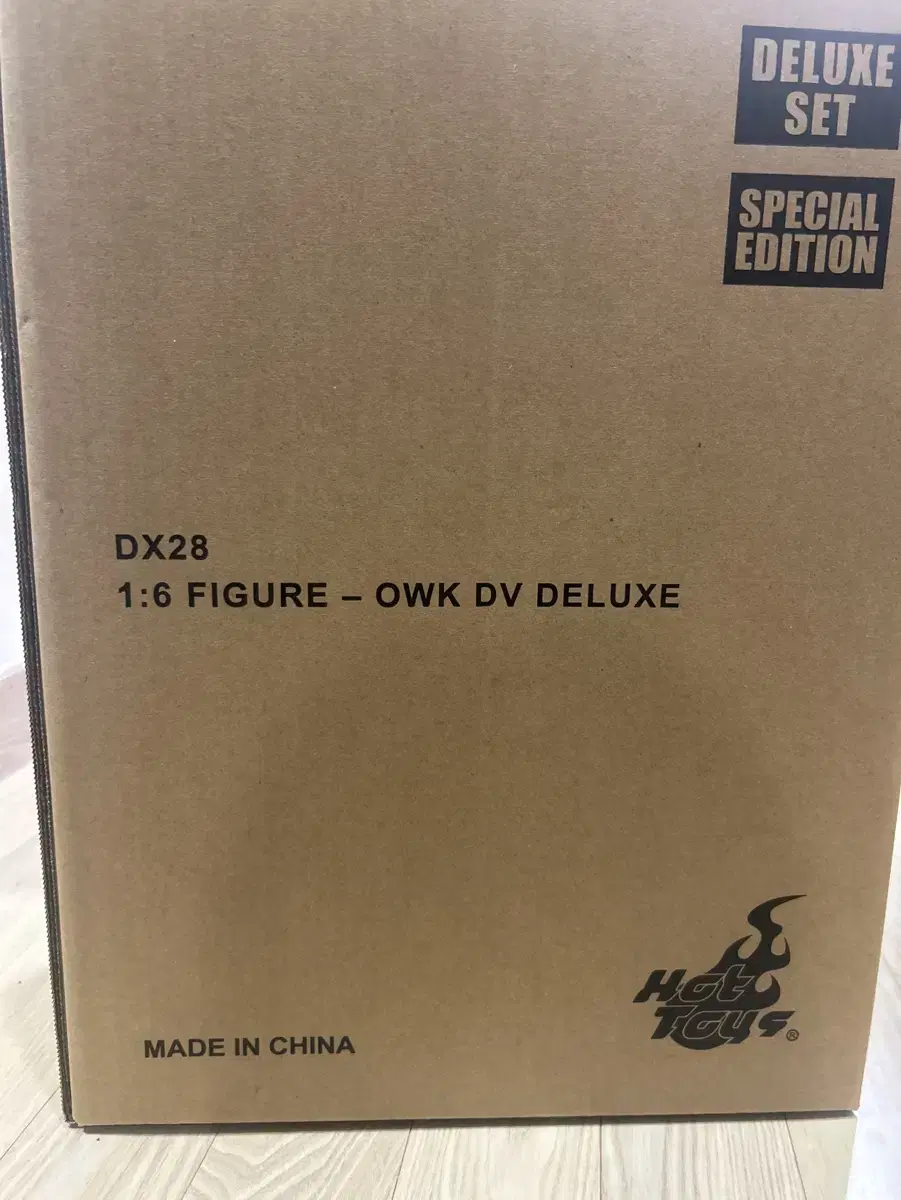 DELUXE
SET
SPECIAL
EDITION
DX28
1:6 FIGURE – OWK DV DELUXE
Hot
Toys®
MADE IN CHINA